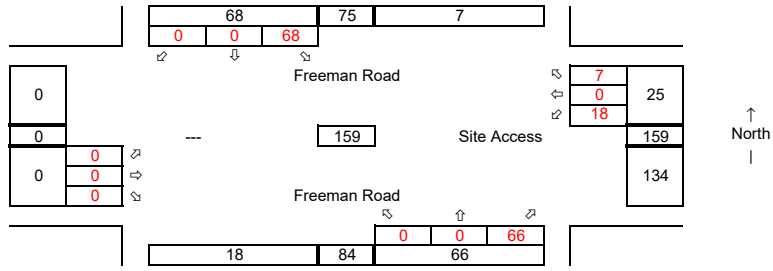 68 75 7
0 0 68
⬃ ⇩ ⬂
Freeman Road
⬁ 7
0 ⇦ 0 25
⬃ 18
↑
0 --- 159 Site Access 159 North
|
0 ⬀
0 0 ⇨ 134
0 ⬂
Freeman Road
⬁ ⇧ ⬀
0 0 66
18 84 66